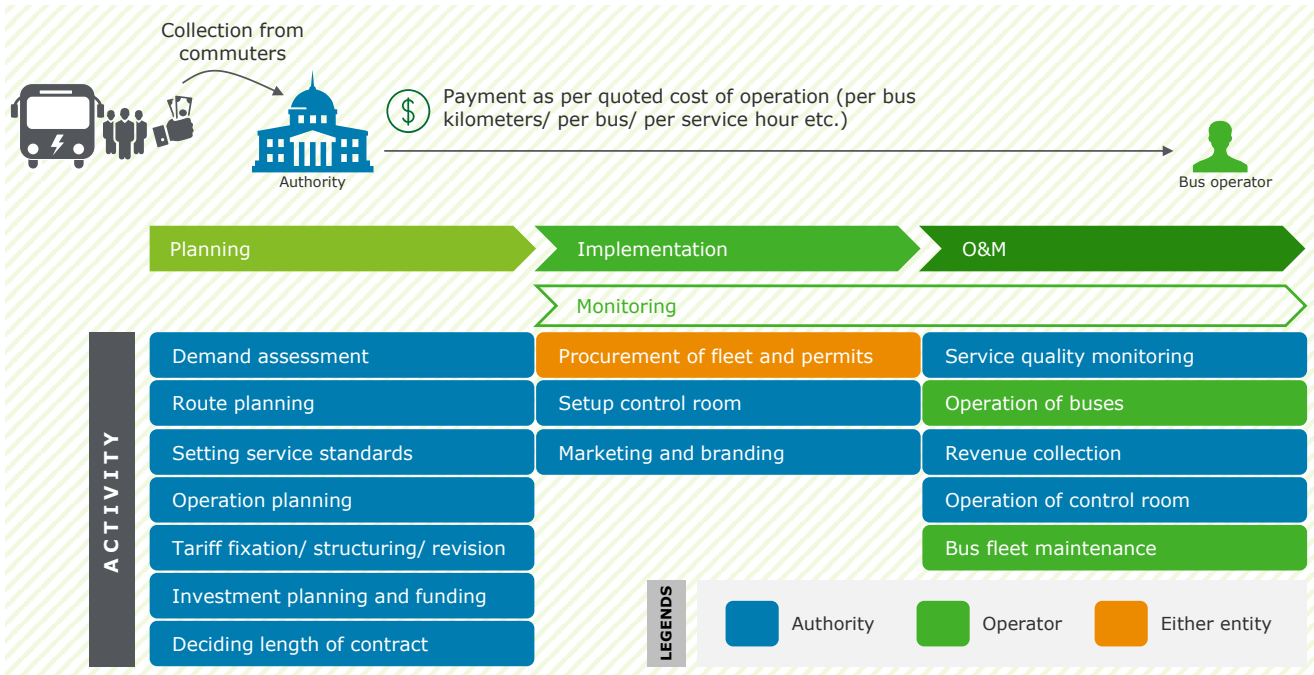 Collection from
commuters
$
Payment as per quoted cost of operation (per bus
kilometers/ per bus/ per service hour etc.)
Authority
Bus operator
Planning
Implementation
O&M
Monitoring
ACTIVITY
Demand assessment
Route planning
Setting service standards
Operation planning
Tariff fixation/ structuring/ revision
Investment planning and funding
Deciding length of contract
Procurement of fleet and permits
Setup control room
Marketing and branding
Service quality monitoring
Operation of buses
Revenue collection
Operation of control room
Bus fleet maintenance
LEGENDS
Authority
Operator
Either entity